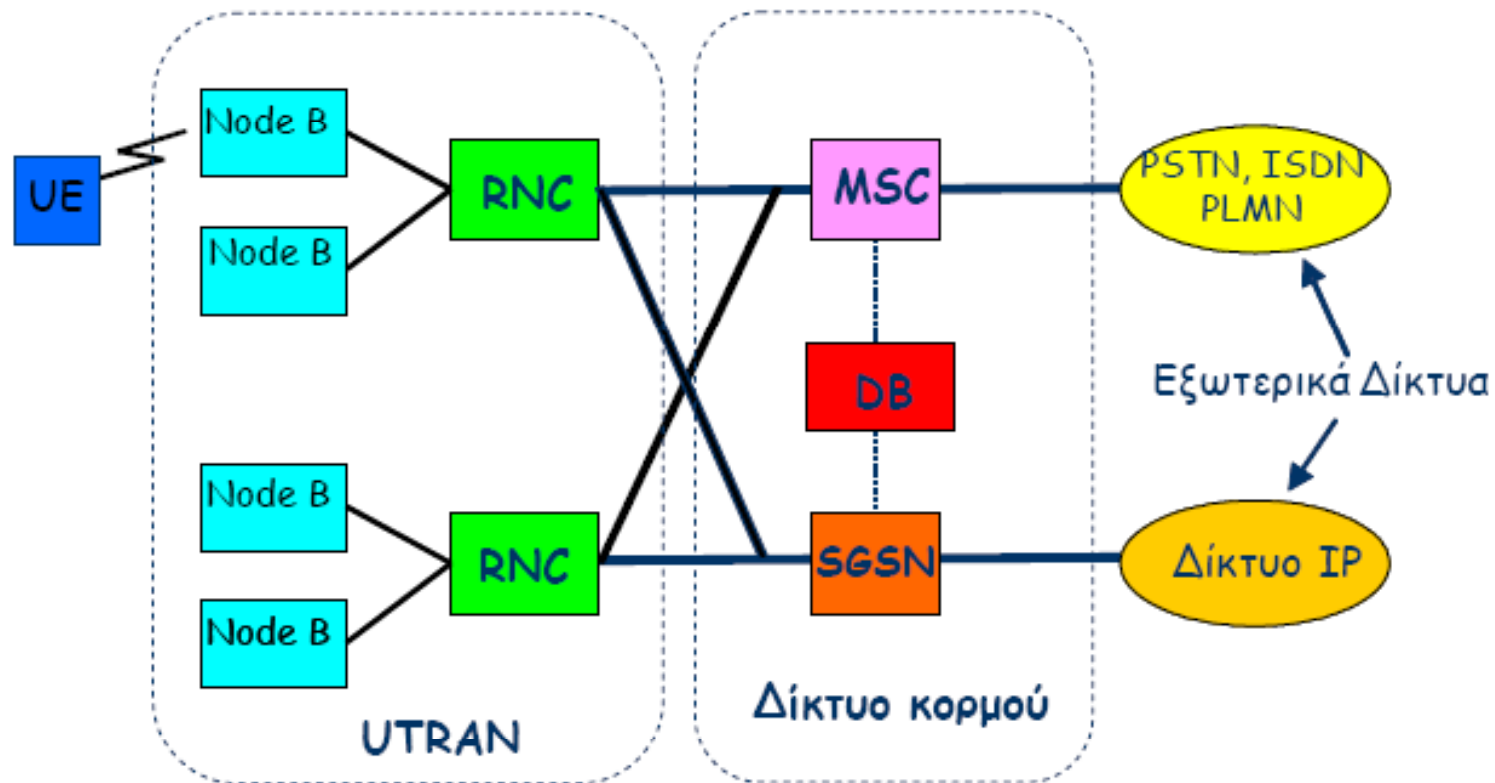 Node B
UE
RNC
MSC
PSTN, ISDN
PLMN
Node B
DB
Εξωτερικά Δίκτυα
Node B
RNC
SGSN
Δίκτυο IP
Node B
UTRAN
Δίκτυο κορμού